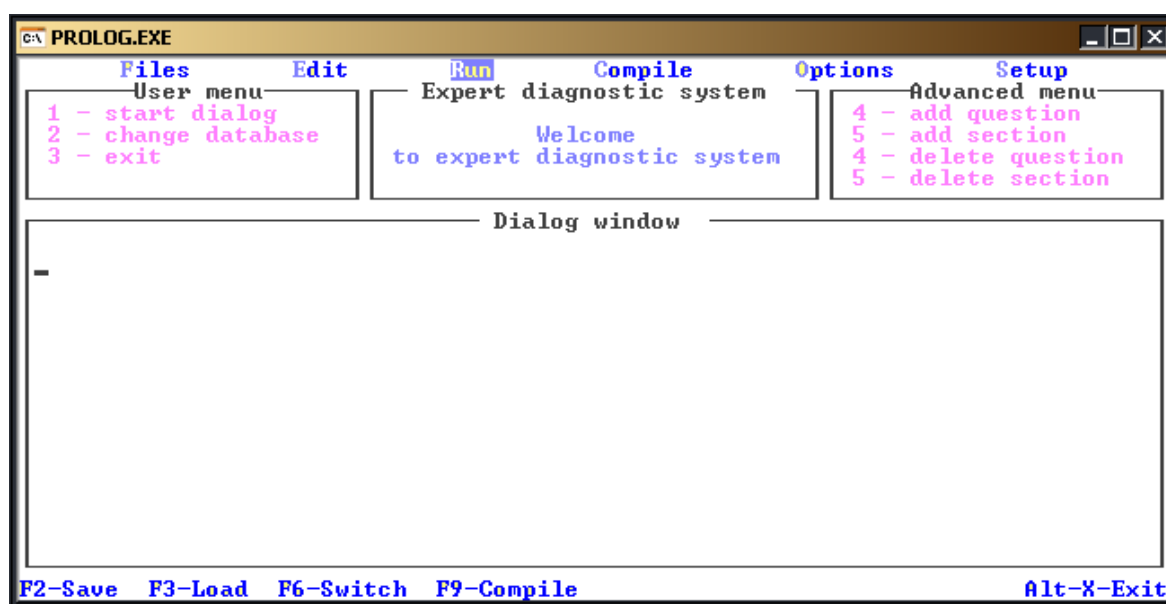 PROLOG.EXE
Files Edit Run Compile Options Setup
User menu
1 - start dialog
2 - change database
3 - exit
Expert diagnostic system
Welcome
to expert diagnostic system
Advanced menu
4 - add question
5 - add section
4 - delete question
5 - delete section
Dialog window
F2-Save F3-Load F6-Switch F9-Compile Alt-X-Exit